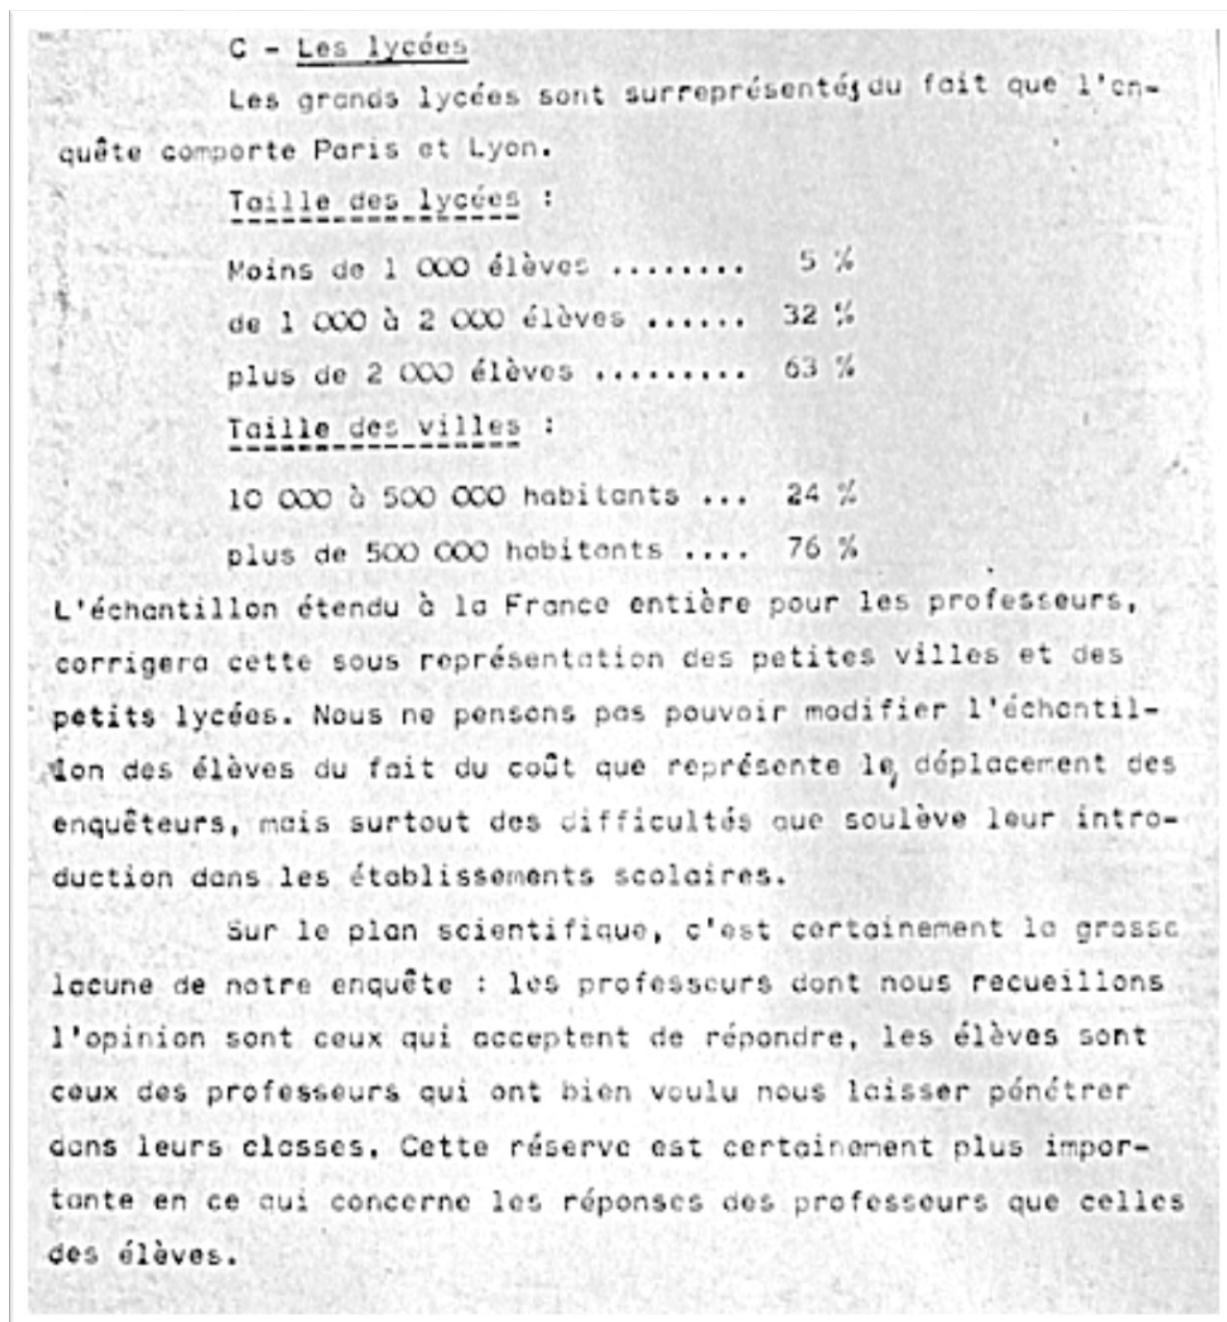 C - Les lycées
Les grands lycées sont surreprésentés du fait que l'en-
quête comporte Paris et Lyon.
Taille des lycées :
Moins de 1 000 élèves ........ 5 %
de 1 000 à 2 000 élèves ...... 32 %
plus de 2 000 élèves ......... 63 %
Taille des villes :
10 000 à 500 000 habitants ... 24 %
plus de 500 000 habitants .... 76 %
L'échantillon étendu à la France entière pour les professeurs,
corrigera cette sous représentation des petites villes et des
petits lycées. Nous ne pensons pas pouvoir modifier l'échantil-
lon des élèves du fait du coût que représente le, déplacement des
enquêteurs, mais surtout des difficultés que soulève leur intro-
duction dans les établissements scolaires.
Sur le plan scientifique, c'est certainement la grosse
lacune de notre enquête : les professeurs dont nous recueillons
l'opinion sont ceux qui acceptent de répondre, les élèves sont
ceux des professeurs qui ont bien voulu nous laisser pénétrer
dans leurs classes. Cette réserve est certainement plus impor-
tante en ce qui concerne les réponses des professeurs que celles
des élèves.